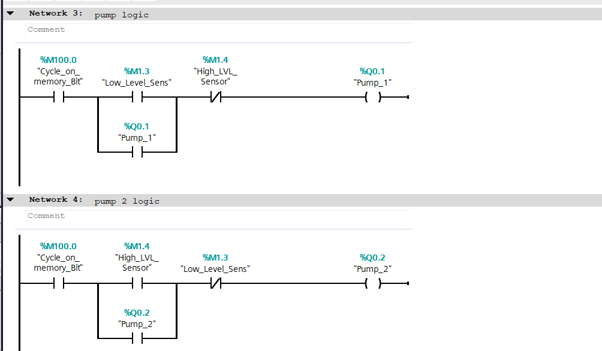 Network 3: pump logic
Comment
%M100.0
"Cycle_on_
memory_Bit"
%M1.3
"Low_Level_Sens"
%M1.4
"High_LVL_
Sensor"
%Q0.1
"Pump_1"
%Q0.1
"Pump_1"
Network 4: pump 2 logic
Comment
%M100.0
"Cycle_on_
memory_Bit"
%M1.4
"High_LVL_
Sensor"
%M1.3
"Low_Level_Sens"
%Q0.2
"Pump_2"
%Q0.2
"Pump_2"